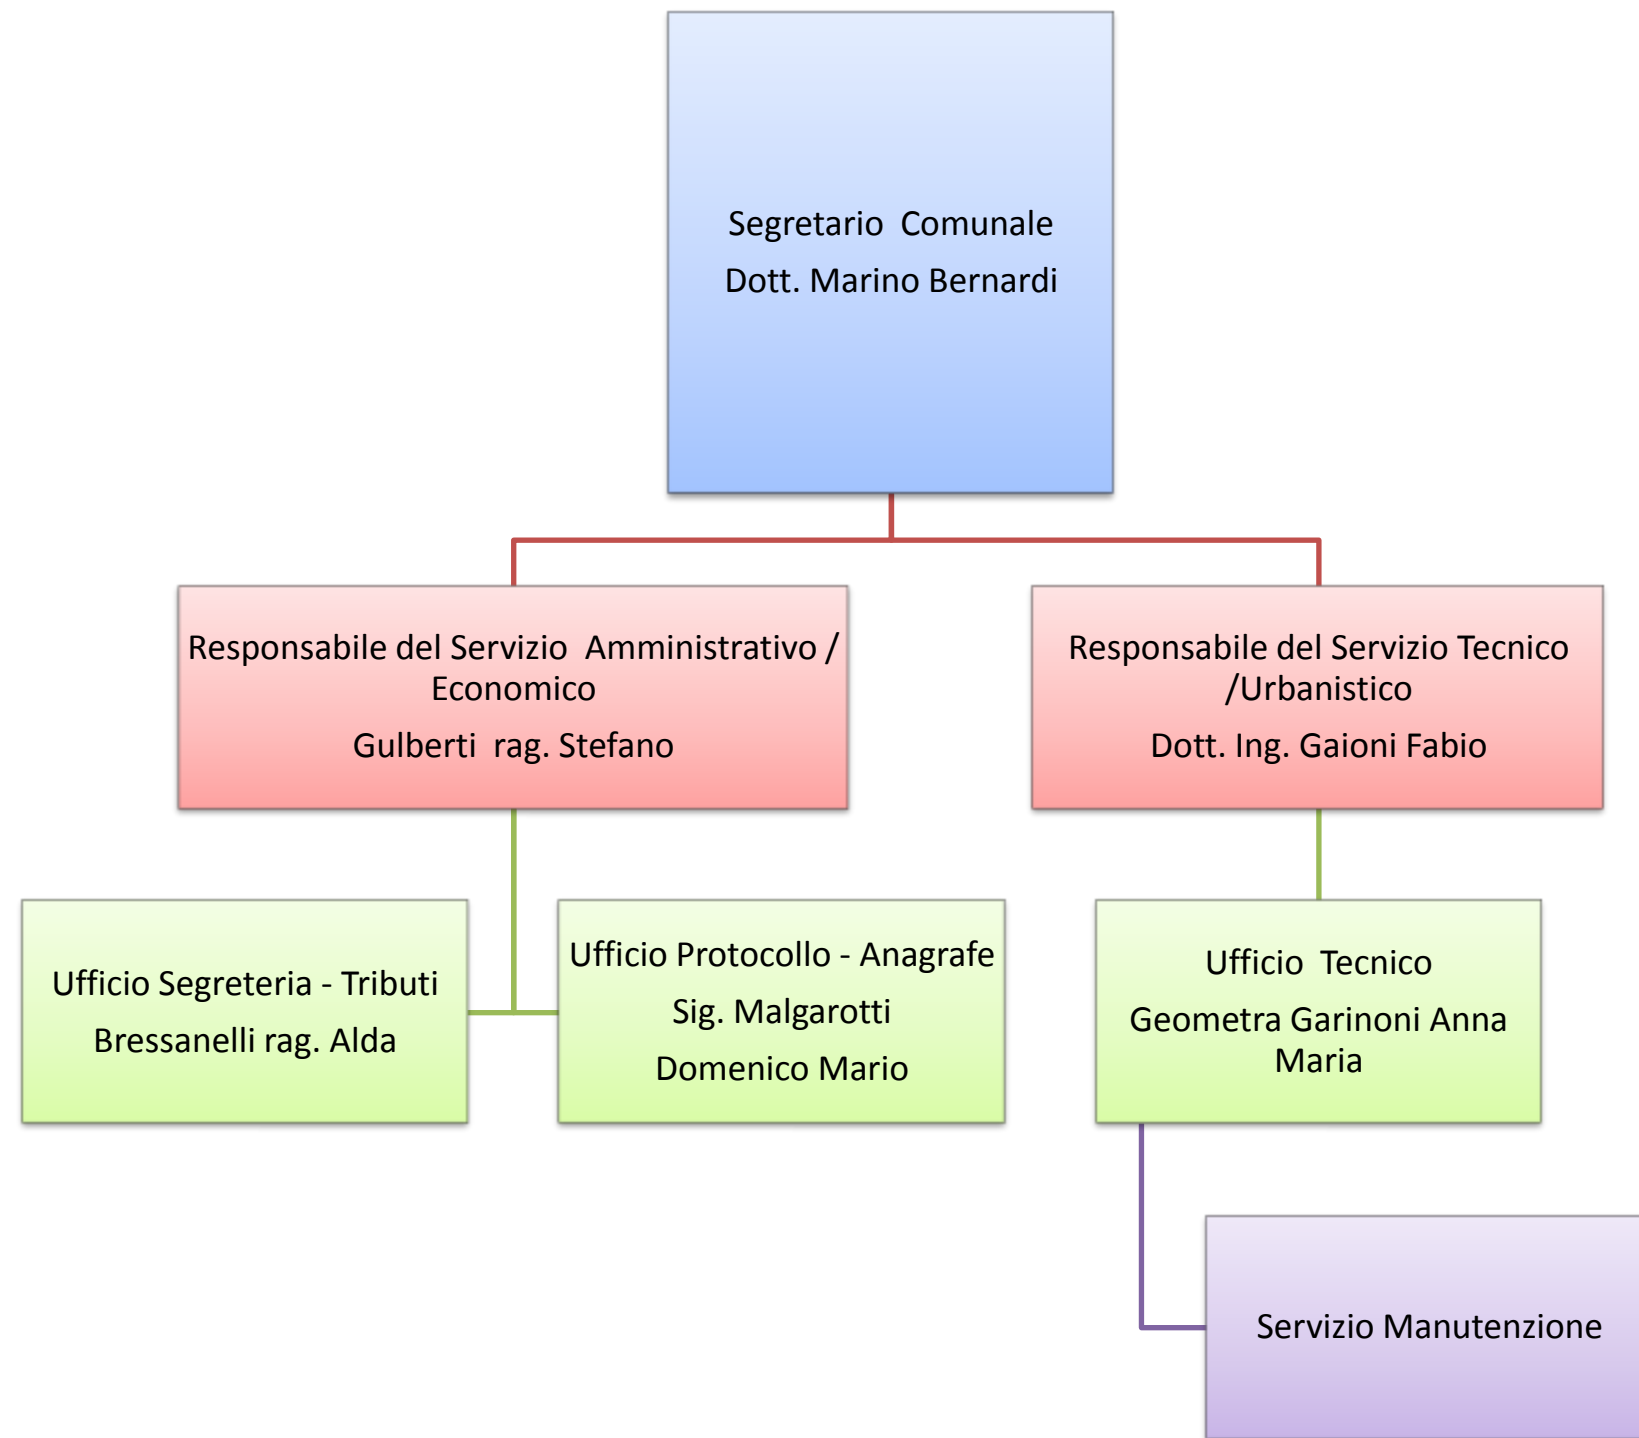 Segretario Comunale
Dott. Marino Bernardi
Responsabile del Servizio Amministrativo /
Economico
Gulberti rag. Stefano
Responsabile del Servizio Tecnico
/Urbanistico
Dott. Ing. Gaioni Fabio
Ufficio Segreteria - Tributi
Bressanelli rag. Alda
Ufficio Protocollo - Anagrafe
Sig. Malgarotti
Domenico Mario
Ufficio Tecnico
Geometra Garinoni Anna
Maria
Servizio Manutenzione